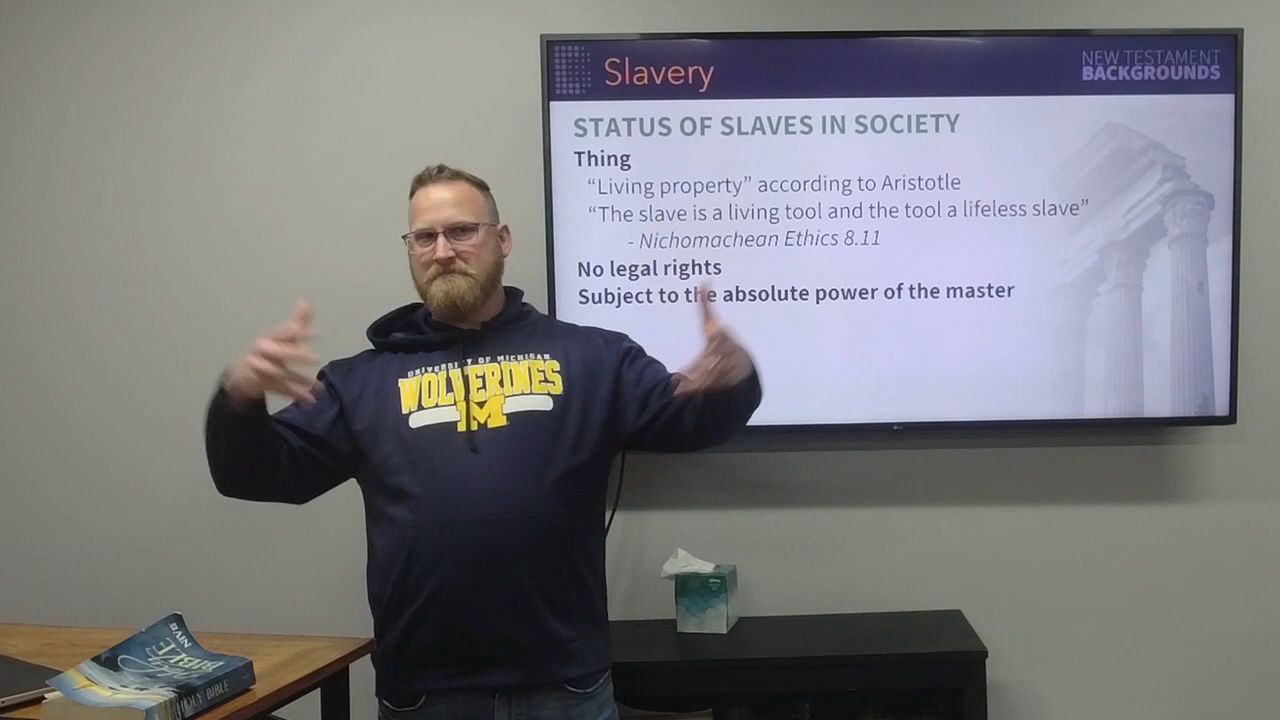 Slavery
NEW TESTAMENT
BACKGROUNDS
STATUS OF SLAVES IN SOCIETY
Thing
“Living property” according to Aristotle
“The slave is a living tool and the tool a lifeless slave”
- Nichomachean Ethics 8.11
No legal rights
Subject to the absolute power of the master
UNIVERSITY OF MICHIGAN
WOLVERINES
M
NIV
Holy
BIBLE
HOLY BIBLE